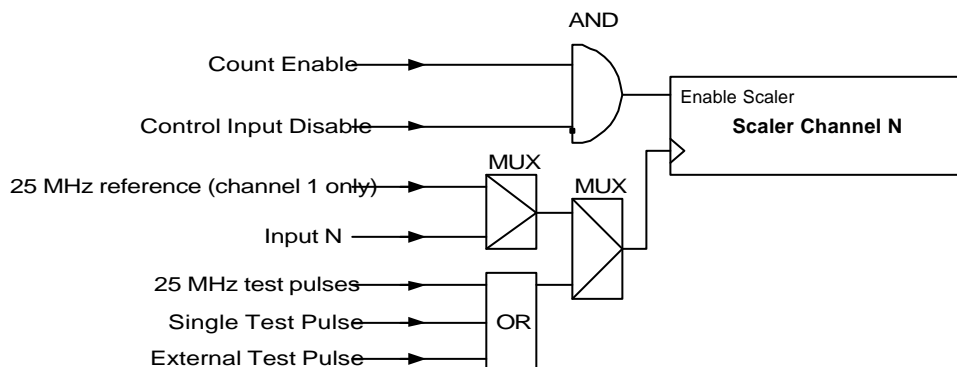 AND
Count Enable
Enable Scaler
Scaler Channel N
Control Input Disable
MUX
MUX
25 MHz reference (channel 1 only)
Input N
25 MHz test pulses
Single Test Pulse
OR
External Test Pulse